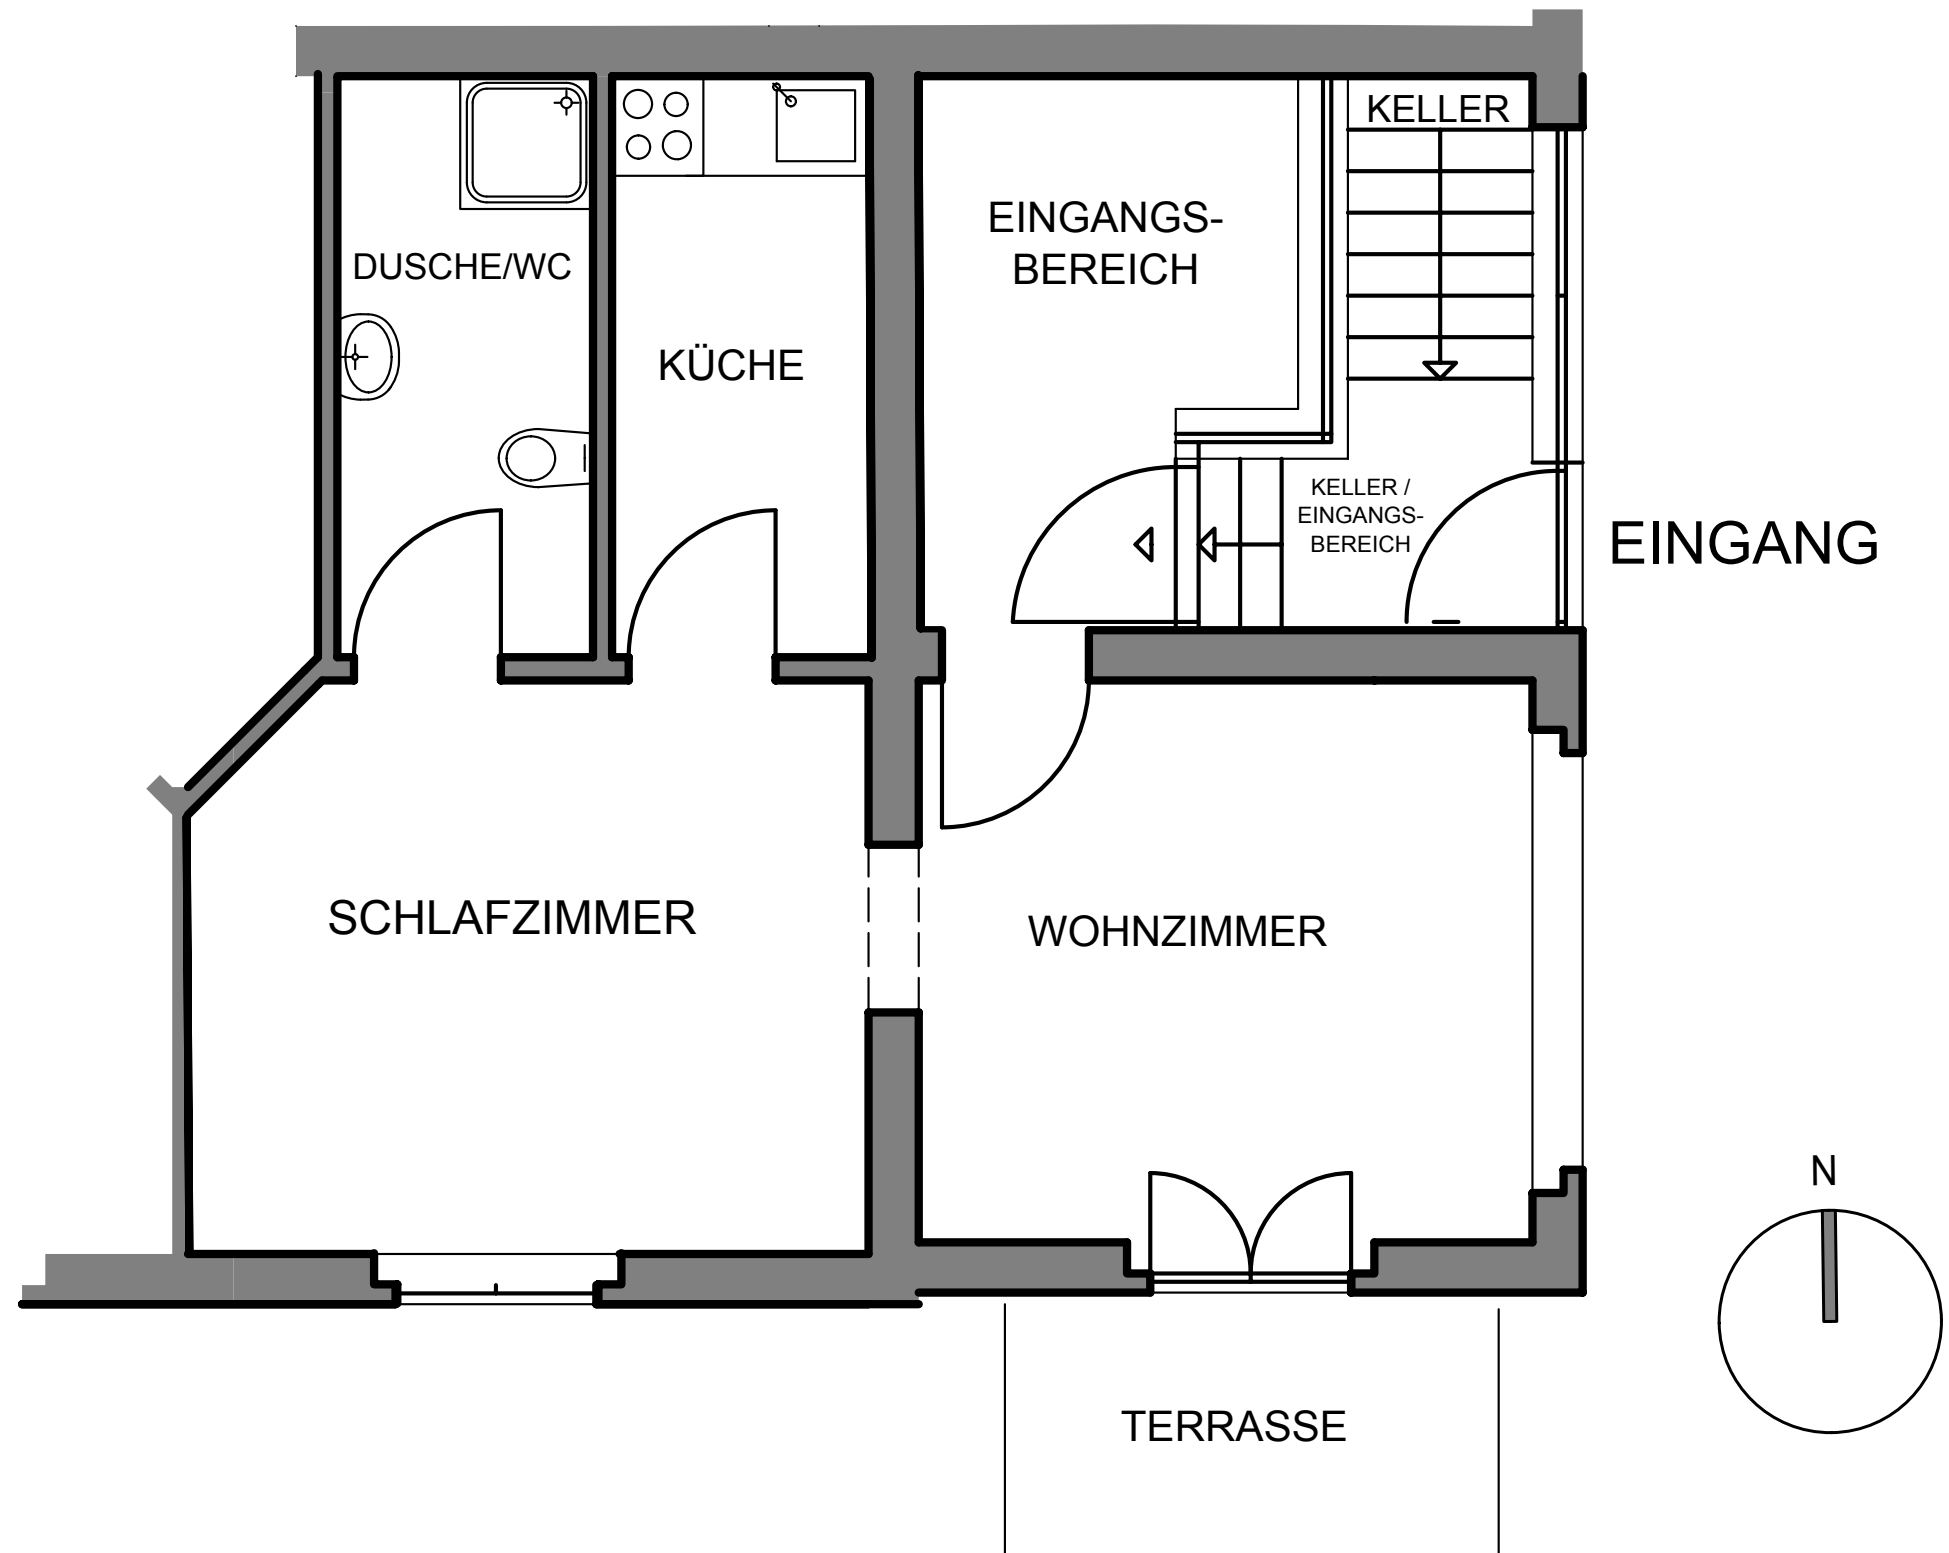 KELLER
EINGANGS-
BEREICH
DUSCHE/WC
KÜCHE
KELLER /
EINGANGS-
BEREICH
EINGANG
SCHLAFZIMMER
WOHNZIMMER
N
TERRASSE